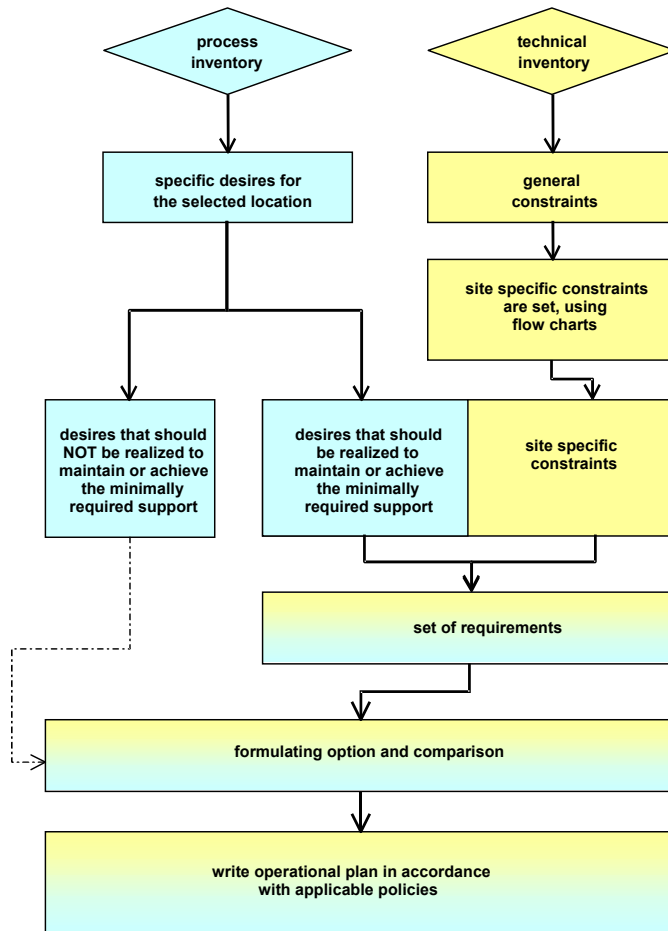 process
inventory
technical
inventory
specific desires for
the selected location
general
constraints
site specific constraints
are set, using
flow charts
desires that should
NOT be realized to
maintain or achieve
the minimally
required support
desires that should
be realized to
maintain or achieve
the minimally
required support
site specific
constraints
set of requirements
formulating option and comparison
write operational plan in accordance
with applicable policies